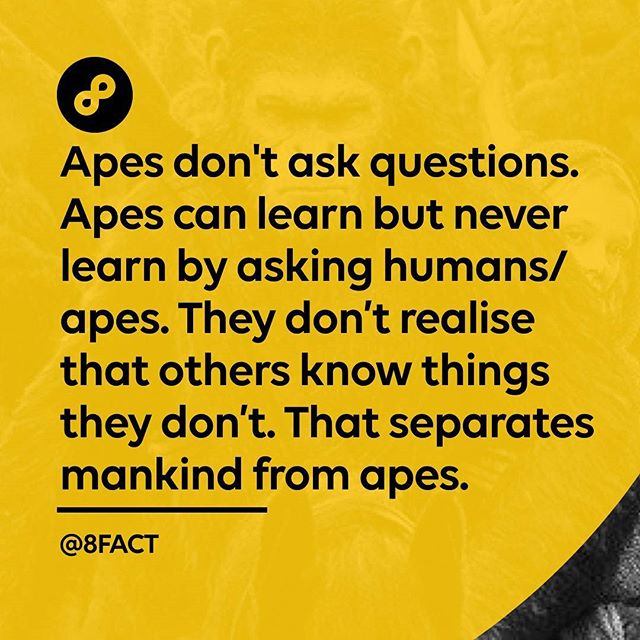 Apes don't ask questions.
Apes can learn but never
learn by asking humans/
apes. They don’t realise
that others know things
they don’t. That separates
mankind from apes.
@8FACT